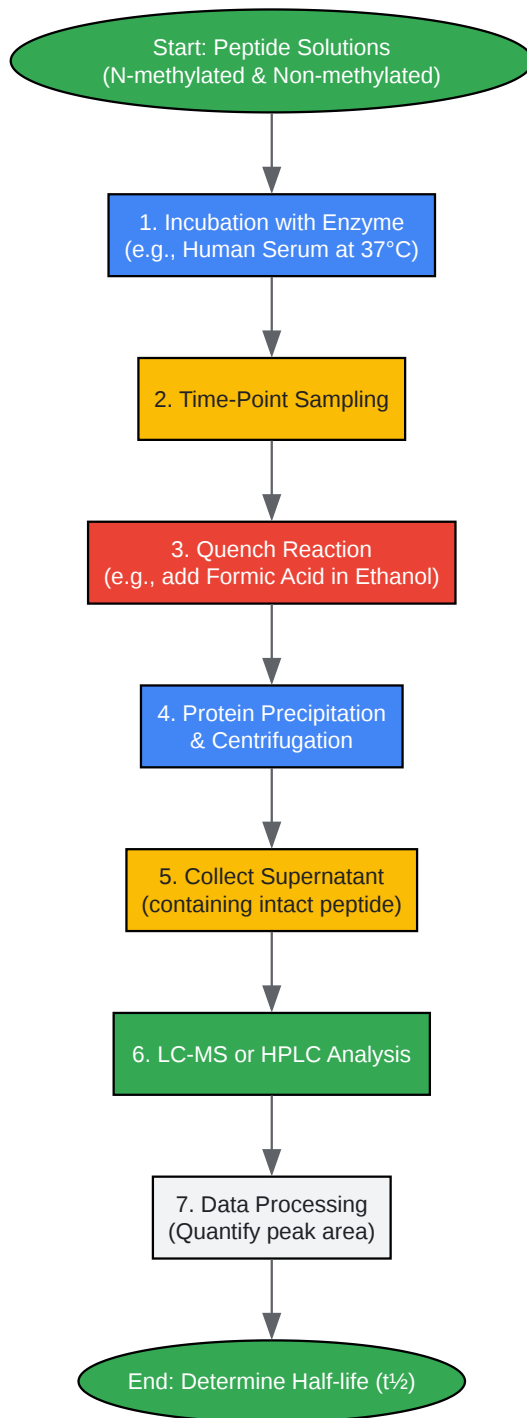 Start: Peptide Solutions
(N-methylated & Non-methylated)
1. Incubation with Enzyme
(e.g., Human Serum at 37°C)
2. Time-Point Sampling
3. Quench Reaction
(e.g., add Formic Acid in Ethanol)
4. Protein Precipitation
& Centrifugation
5. Collect Supernatant
(containing intact peptide)
6. LC-MS or HPLC Analysis
7. Data Processing
(Quantify peak area)
End: Determine Half-life (t½)